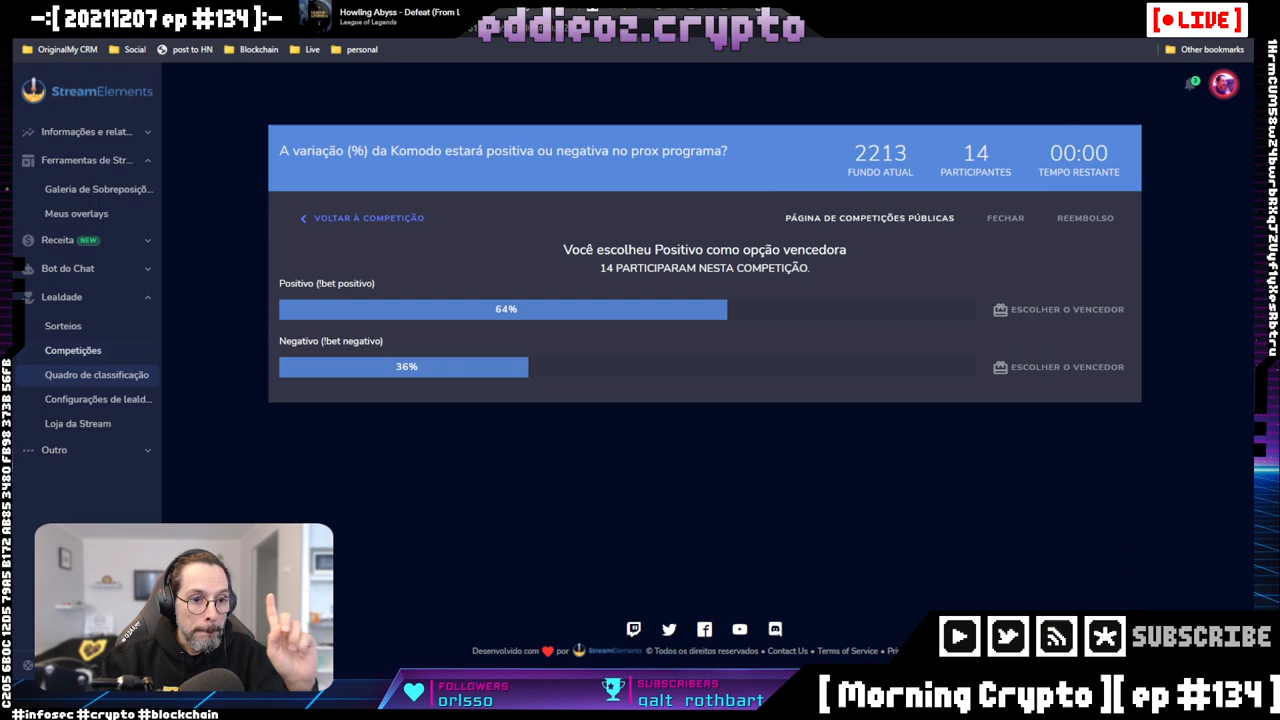 -:[ 20211207 ep #134 ]:-
Howling Abyss - Defeat (From L
League of Legends
eddieoz.crypto
[● LIVE]
OriginalMy CRM
Social
post to HN
Blockchain
Live
personal
Other bookmarks
StreamElements
3
Informações e relat...
Ferramentas de Str...
Galeria de Sobreposiçõ...
Meus overlays
Receita NEW
Bot do Chat
Lealdade
Sorteios
Competições
Quadro de classificação
Configurações de leald...
Loja da Stream
Outro
A variação (%) da Komodo estará positiva ou negativa no prox programa?
2213
FUNDO ATUAL
14
PARTICIPANTES
00:00
TEMPO RESTANTE
VOLTAR À COMPETIÇÃO
PÁGINA DE COMPETIÇÕES PÚBLICAS
FECHAR
REEMBOLSO
Você escolheu Positivo como opção vencedora
14 PARTICIPARAM NESTA COMPETIÇÃO.
Positivo (!bet positivo)
64%
ESCOLHER O VENCEDOR
Negativo (!bet negativo)
36%
ESCOLHER O VENCEDOR
Desenvolvido com ❤ por StreamElements © Todos os direitos reservados • Contact Us • Terms of Service • Pri
SUBSCRIBE
FOLLOWERS
orlsso
SUBSCRIBERS
galt_rothbart
[ Morning Crypto ][ ep #134 ]
#infosec #crypto #blockchain